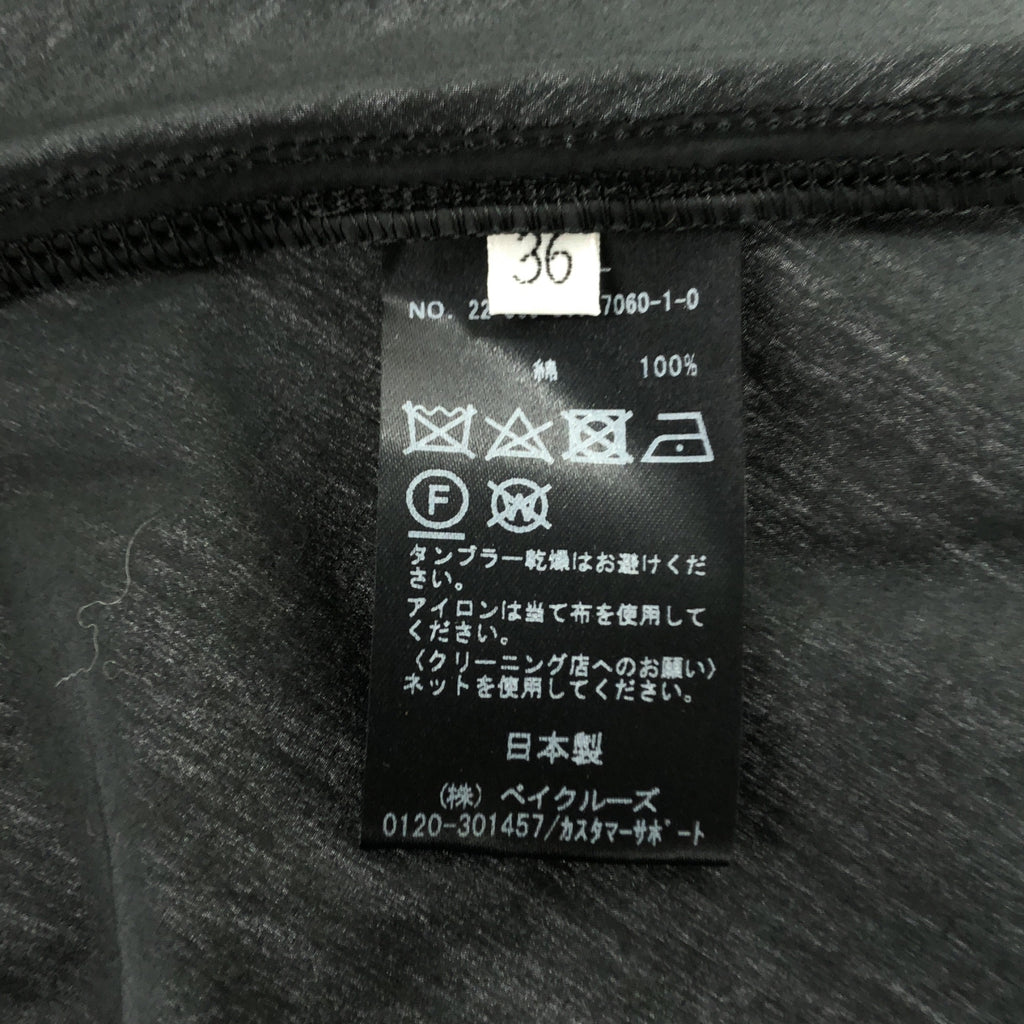 36
NO. 22 7060-1-0
綿 100%
F
W
タンブラー乾燥はお避けくだ
さい。
アイロンは当て布を使用して
ください。
〈クリーニング店へのお願い〉
ネットを使用してください。
日本製
(株) ベイクルーズ
0120-301457/カスタマーサポート